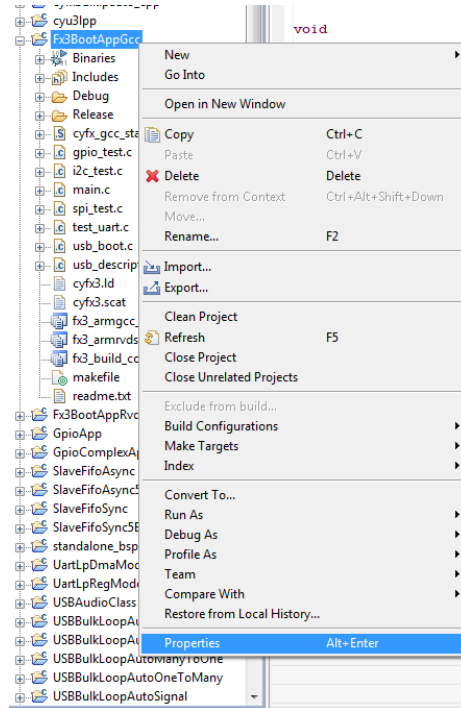 cyu3lpp
void
Fx3BootAppGcc
Binaries
Includes
Debug
Release
cyfx_gcc_sta
gpio_test.c
i2c_test.c
main.c
spi_test.c
test_uart.c
usb_boot.c
usb_descrip
cyfx3.ld
cyfx3.scat
fx3_armgcc_
fx3_armrvds
fx3_build_co
makefile
readme.txt
Fx3BootAppRvd
GpioApp
GpioComplexAp
SlaveFifoAsync
SlaveFifoAsync5
SlaveFifoSync
SlaveFifoSync5B
standalone_bsp
UartLpDmaMod
UartLpRegMode
USBAudioClass
USBBulkLoopAu
USBBulkLoopAu
USBBulkLoopAutoManyToOne
USBBulkLoopAutoOneToMany
USBBulkLoopAutoSignal
New
Go Into
Open in New Window
Copy Ctrl+C
Paste Ctrl+V
Delete Delete
Remove from Context Ctrl+Alt+Shift+Down
Move...
Rename... F2
Import...
Export...
Clean Project
Refresh F5
Close Project
Close Unrelated Projects
Exclude from build...
Build Configurations
Make Targets
Index
Convert To...
Run As
Debug As
Profile As
Team
Compare With
Restore from Local History...
Properties Alt+Enter